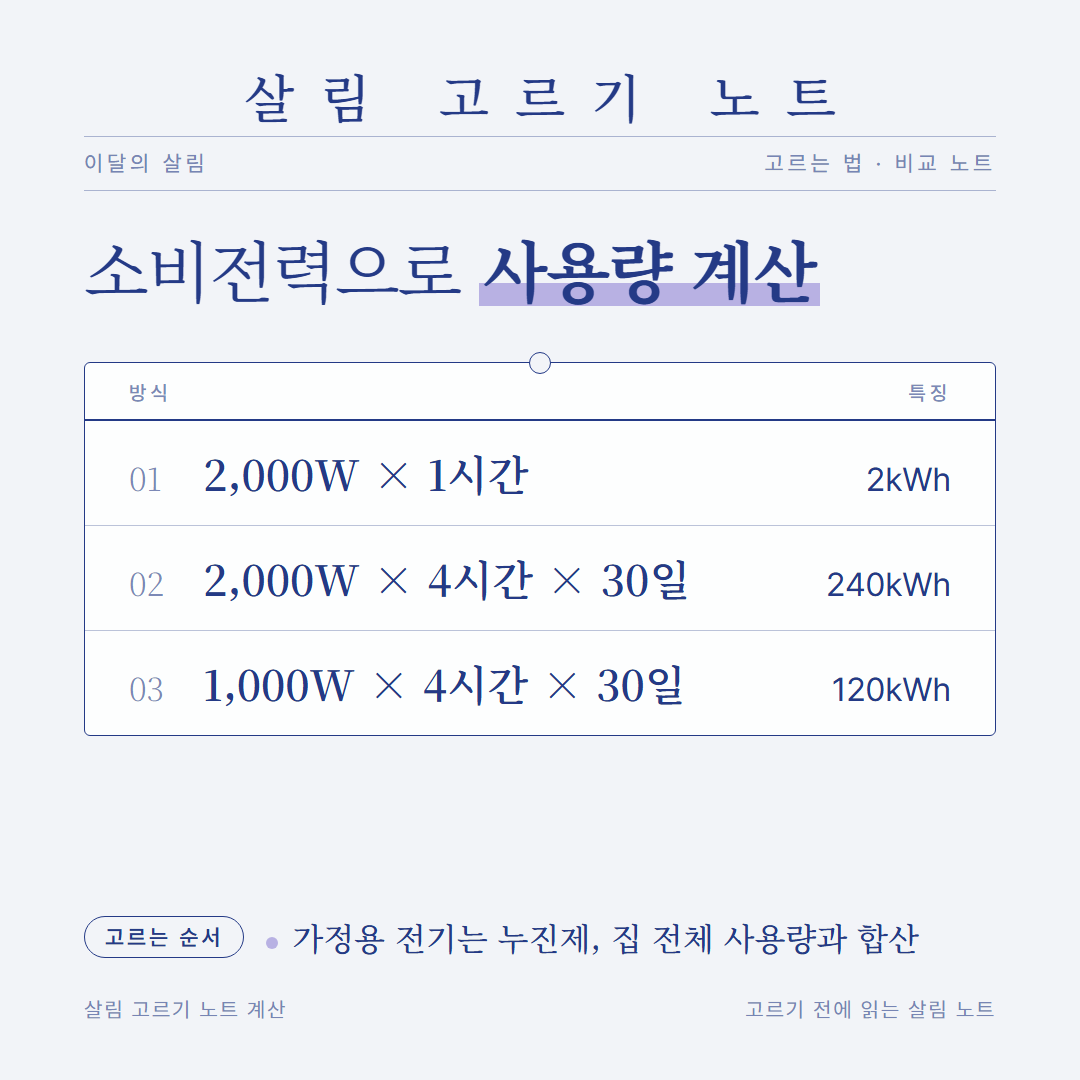 살림 고르기 노트
이달의 살림
고르는 법 · 비교 노트
소비전력으로 사용량 계산
방식 특징
01 2,000W × 1시간 2kWh
02 2,000W × 4시간 × 30일 240kWh
03 1,000W × 4시간 × 30일 120kWh
고르는 순서 • 가정용 전기는 누진제, 집 전체 사용량과 합산
살림 고르기 노트 계산
고르기 전에 읽는 살림 노트